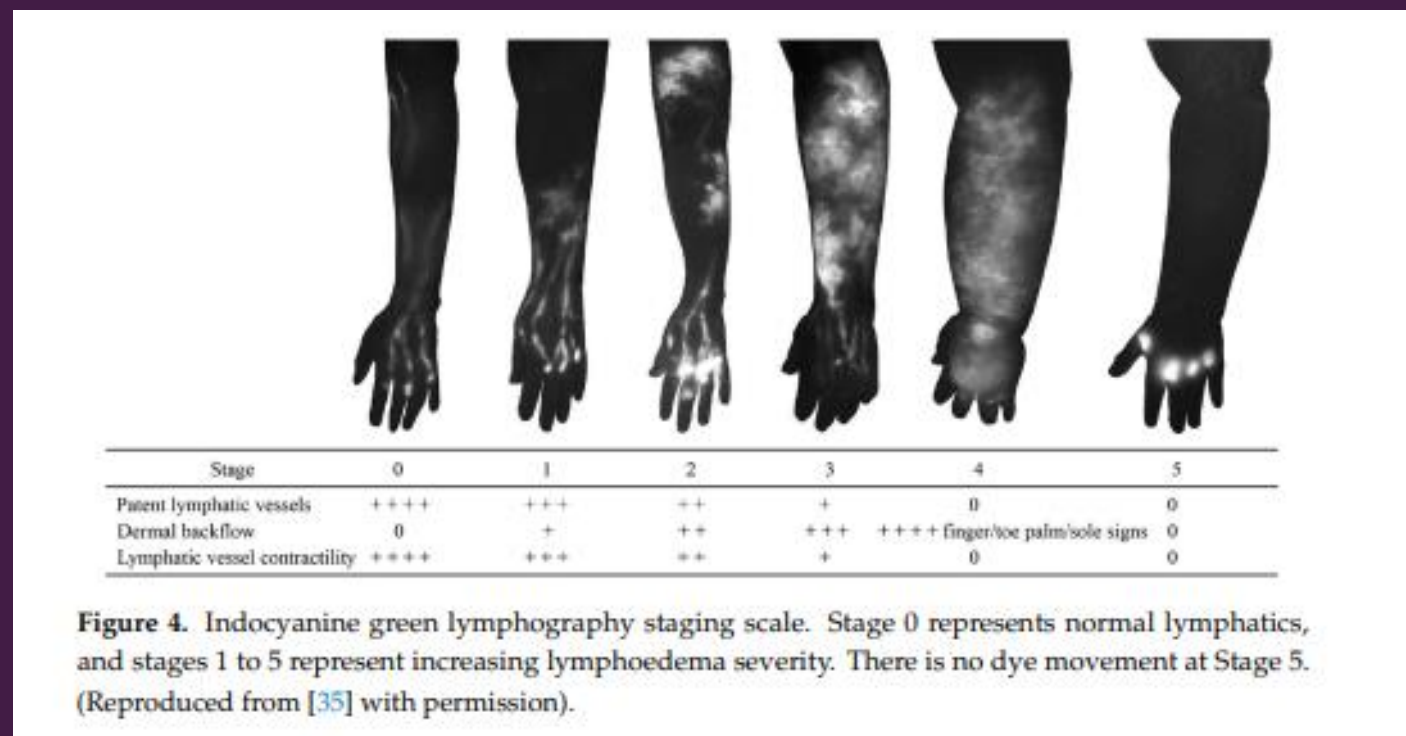 Stage 0 1 2 3 4 5
Patent lymphatic vessels ++++ +++ ++ + 0 0
Dermal backflow 0 + ++ +++ ++++ finger/toe palm/sole signs 0
Lymphatic vessel contractility ++++ +++ ++ + 0 0
Figure 4. Indocyanine green lymphography staging scale. Stage 0 represents normal lymphatics,
and stages 1 to 5 represent increasing lymphoedema severity. There is no dye movement at Stage 5.
(Reproduced from [35] with permission).